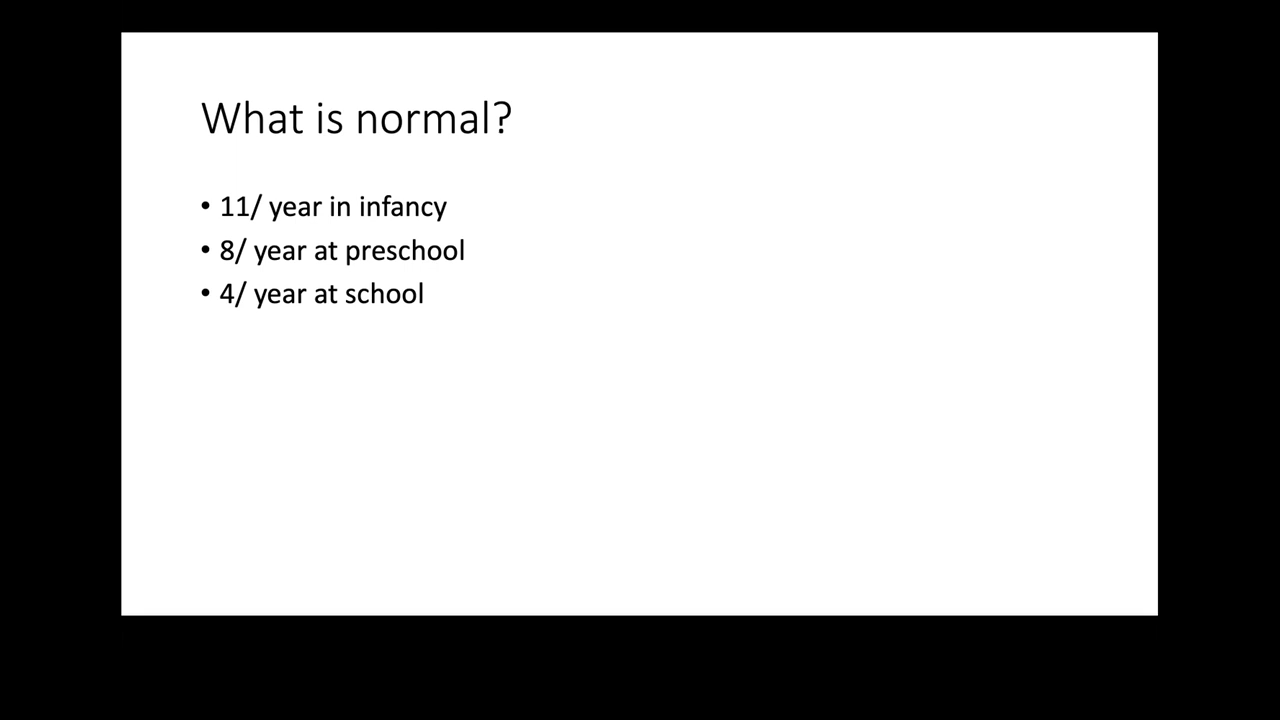 What is normal?
• 11/ year in infancy
• 8/ year at preschool
• 4/ year at school